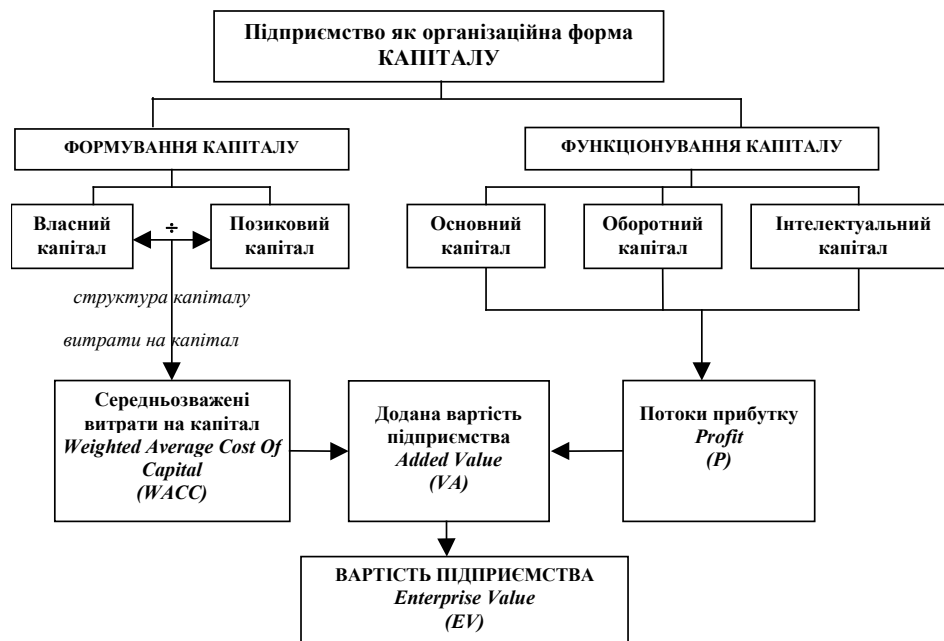 Підприємство як організаційна форма
КАПІТАЛУ
ФОРМУВАННЯ КАПІТАЛУ
ФУНКЦІОНУВАННЯ КАПІТАЛУ
Власний
капітал
÷
Позиковий
капітал
Основний
капітал
Оборотний
капітал
Інтелектуальний
капітал
структура капіталу
витрати на капітал
Середньозважені
витрати на капітал
Weighted Average Cost Of
Capital
(WACC)
Додана вартість
підприємства
Added Value
(VA)
Потоки прибутку
Profit
(P)
ВАРТІСТЬ ПІДПРИЄМСТВА
Enterprise Value
(EV)